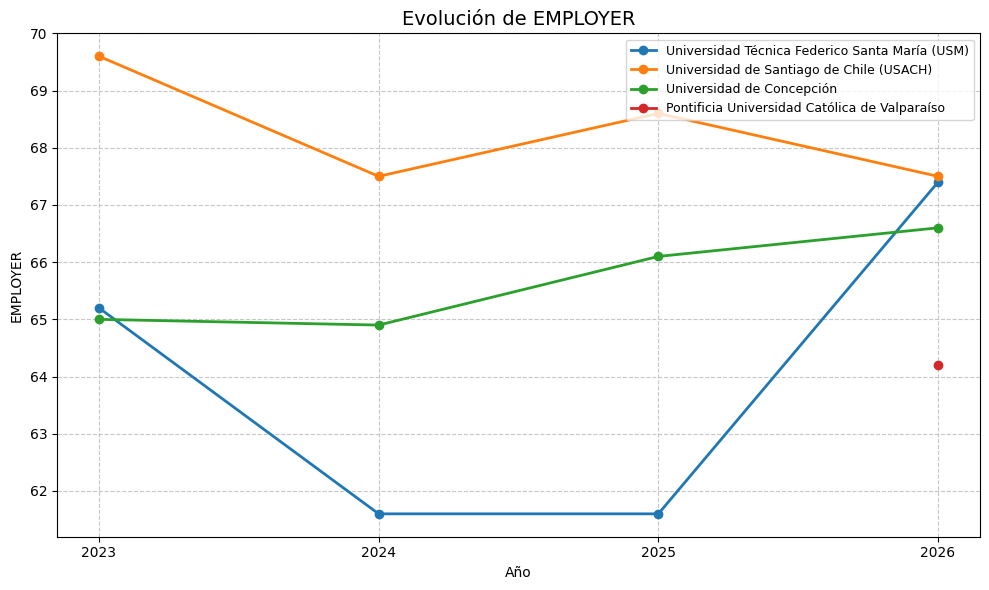 Evolución de EMPLOYER
70
69
68
67
66
65
64
63
62
EMPLOYER
Universidad Técnica Federico Santa María (USM)
Universidad de Santiago de Chile (USACH)
Universidad de Concepción
Pontificia Universidad Católica de Valparaíso
2023 2024 2025 2026
Año